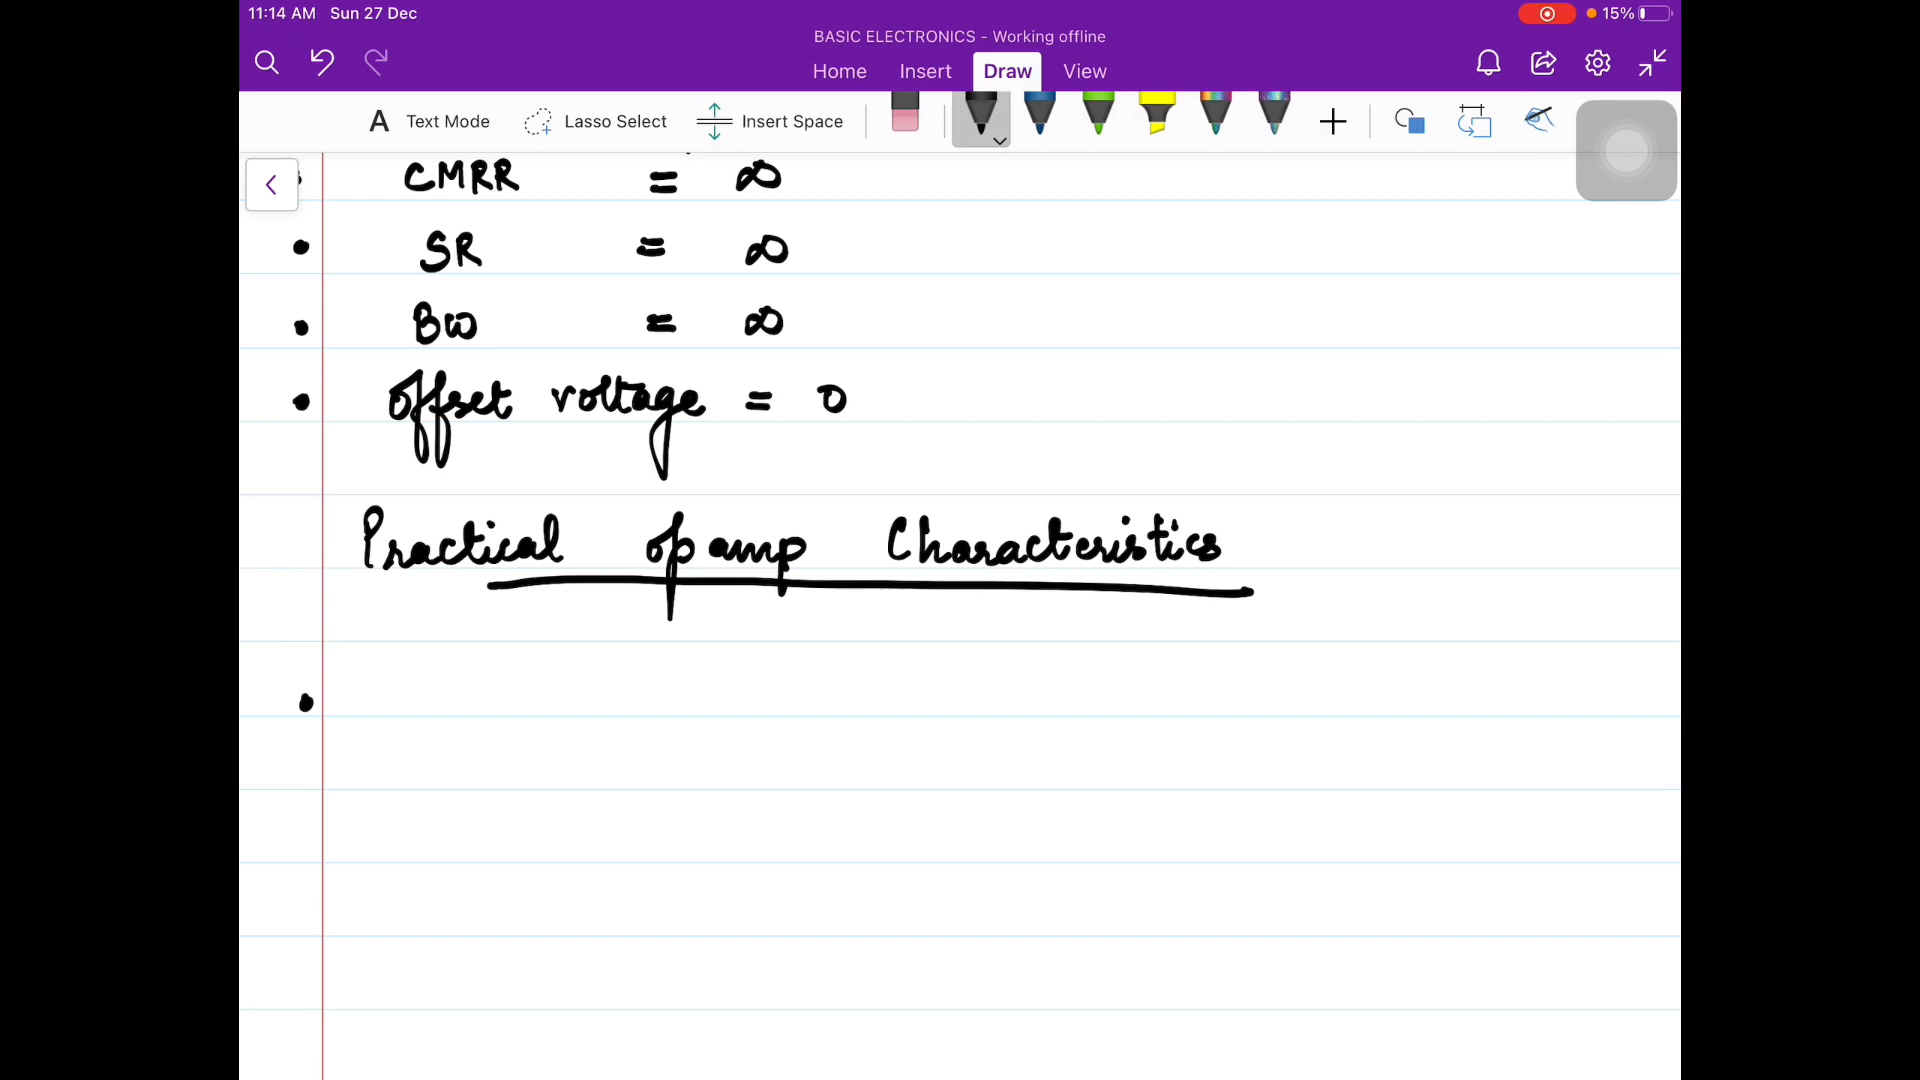 11:14 AM Sun 27 Dec 15%
BASIC ELECTRONICS - Working offline
Home Insert Draw View
A Text Mode Lasso Select Insert Space
CMRR = ∞
• SR = ∞
• BW = ∞
• Offset voltage = 0
Practical op amp Characteristics
•